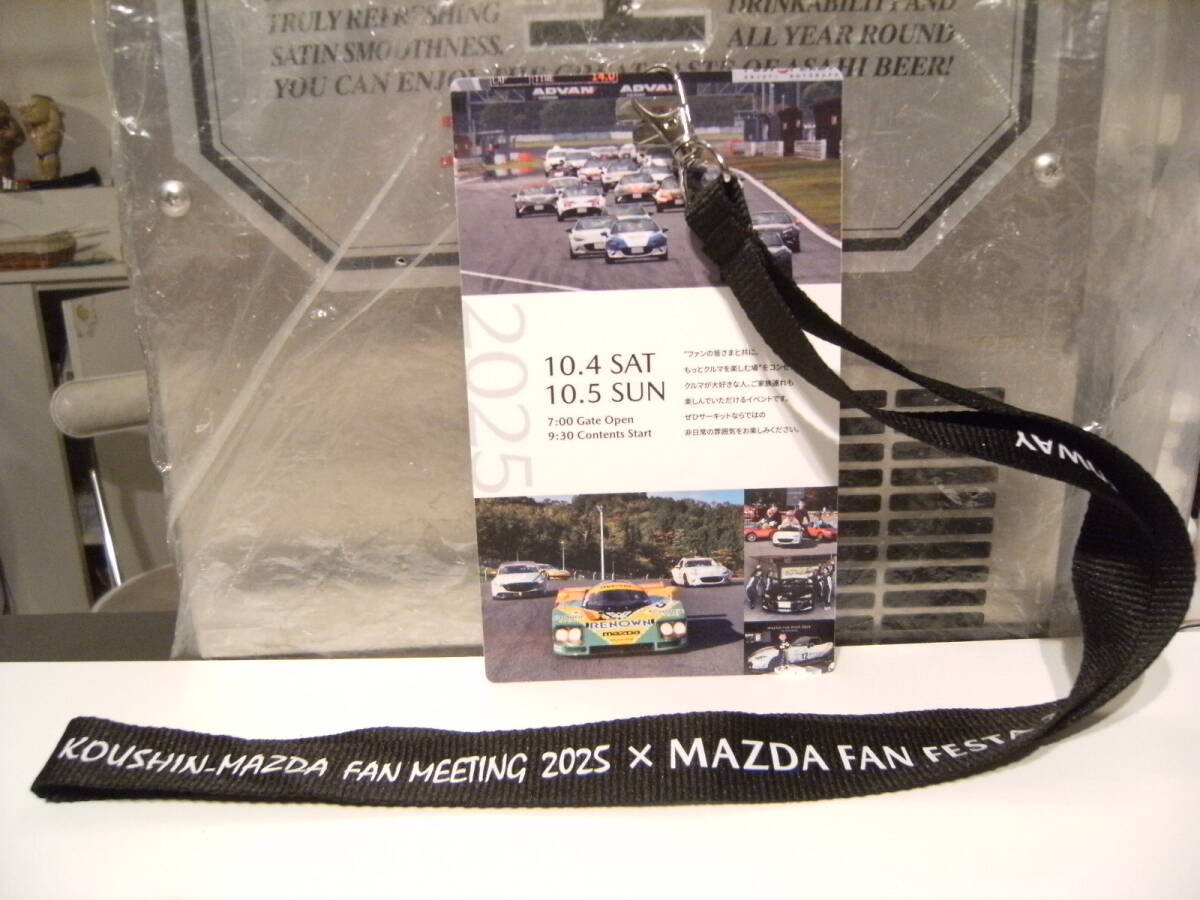 TRULY REFRESHING
SATIN SMOOTHNESS.
DRINKABILITY AND
ALL YEAR ROUND
YOU CAN ENJOY THIS GREAT TASTE OF ASAHI BEER!
LAP TIME 14.0
ADVAN
ADVAN
2025
10.4 SAT
10.5 SUN
7:00 Gate Open
9:30 Contents Start
"ファンの皆さまと共に、
もっとクルマを楽しむ場"をコンセ
クルマが大好きな人、ご家族連れも
楽しんでいただけるイベントです。
ぜひサーキットならではの
非日常の雰囲気をお楽しみください。
RENOWN
mazda
12
KOUSHIN-MAZDA FAN MEETING 2025 × MAZDA FAN FESTA